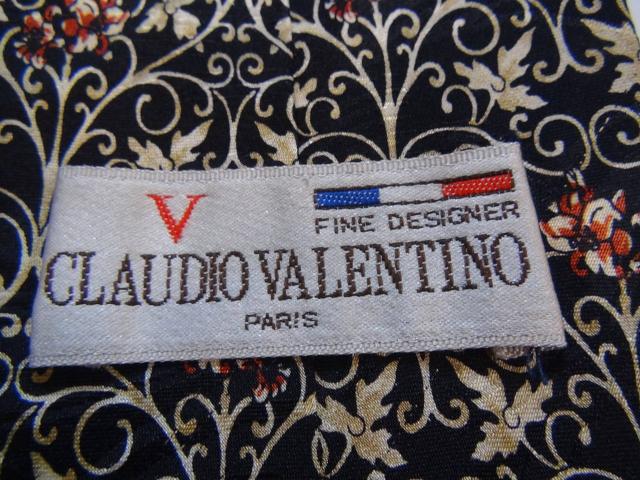 V
FINE DESIGNER
CLAUDIO VALENTINO
PARIS